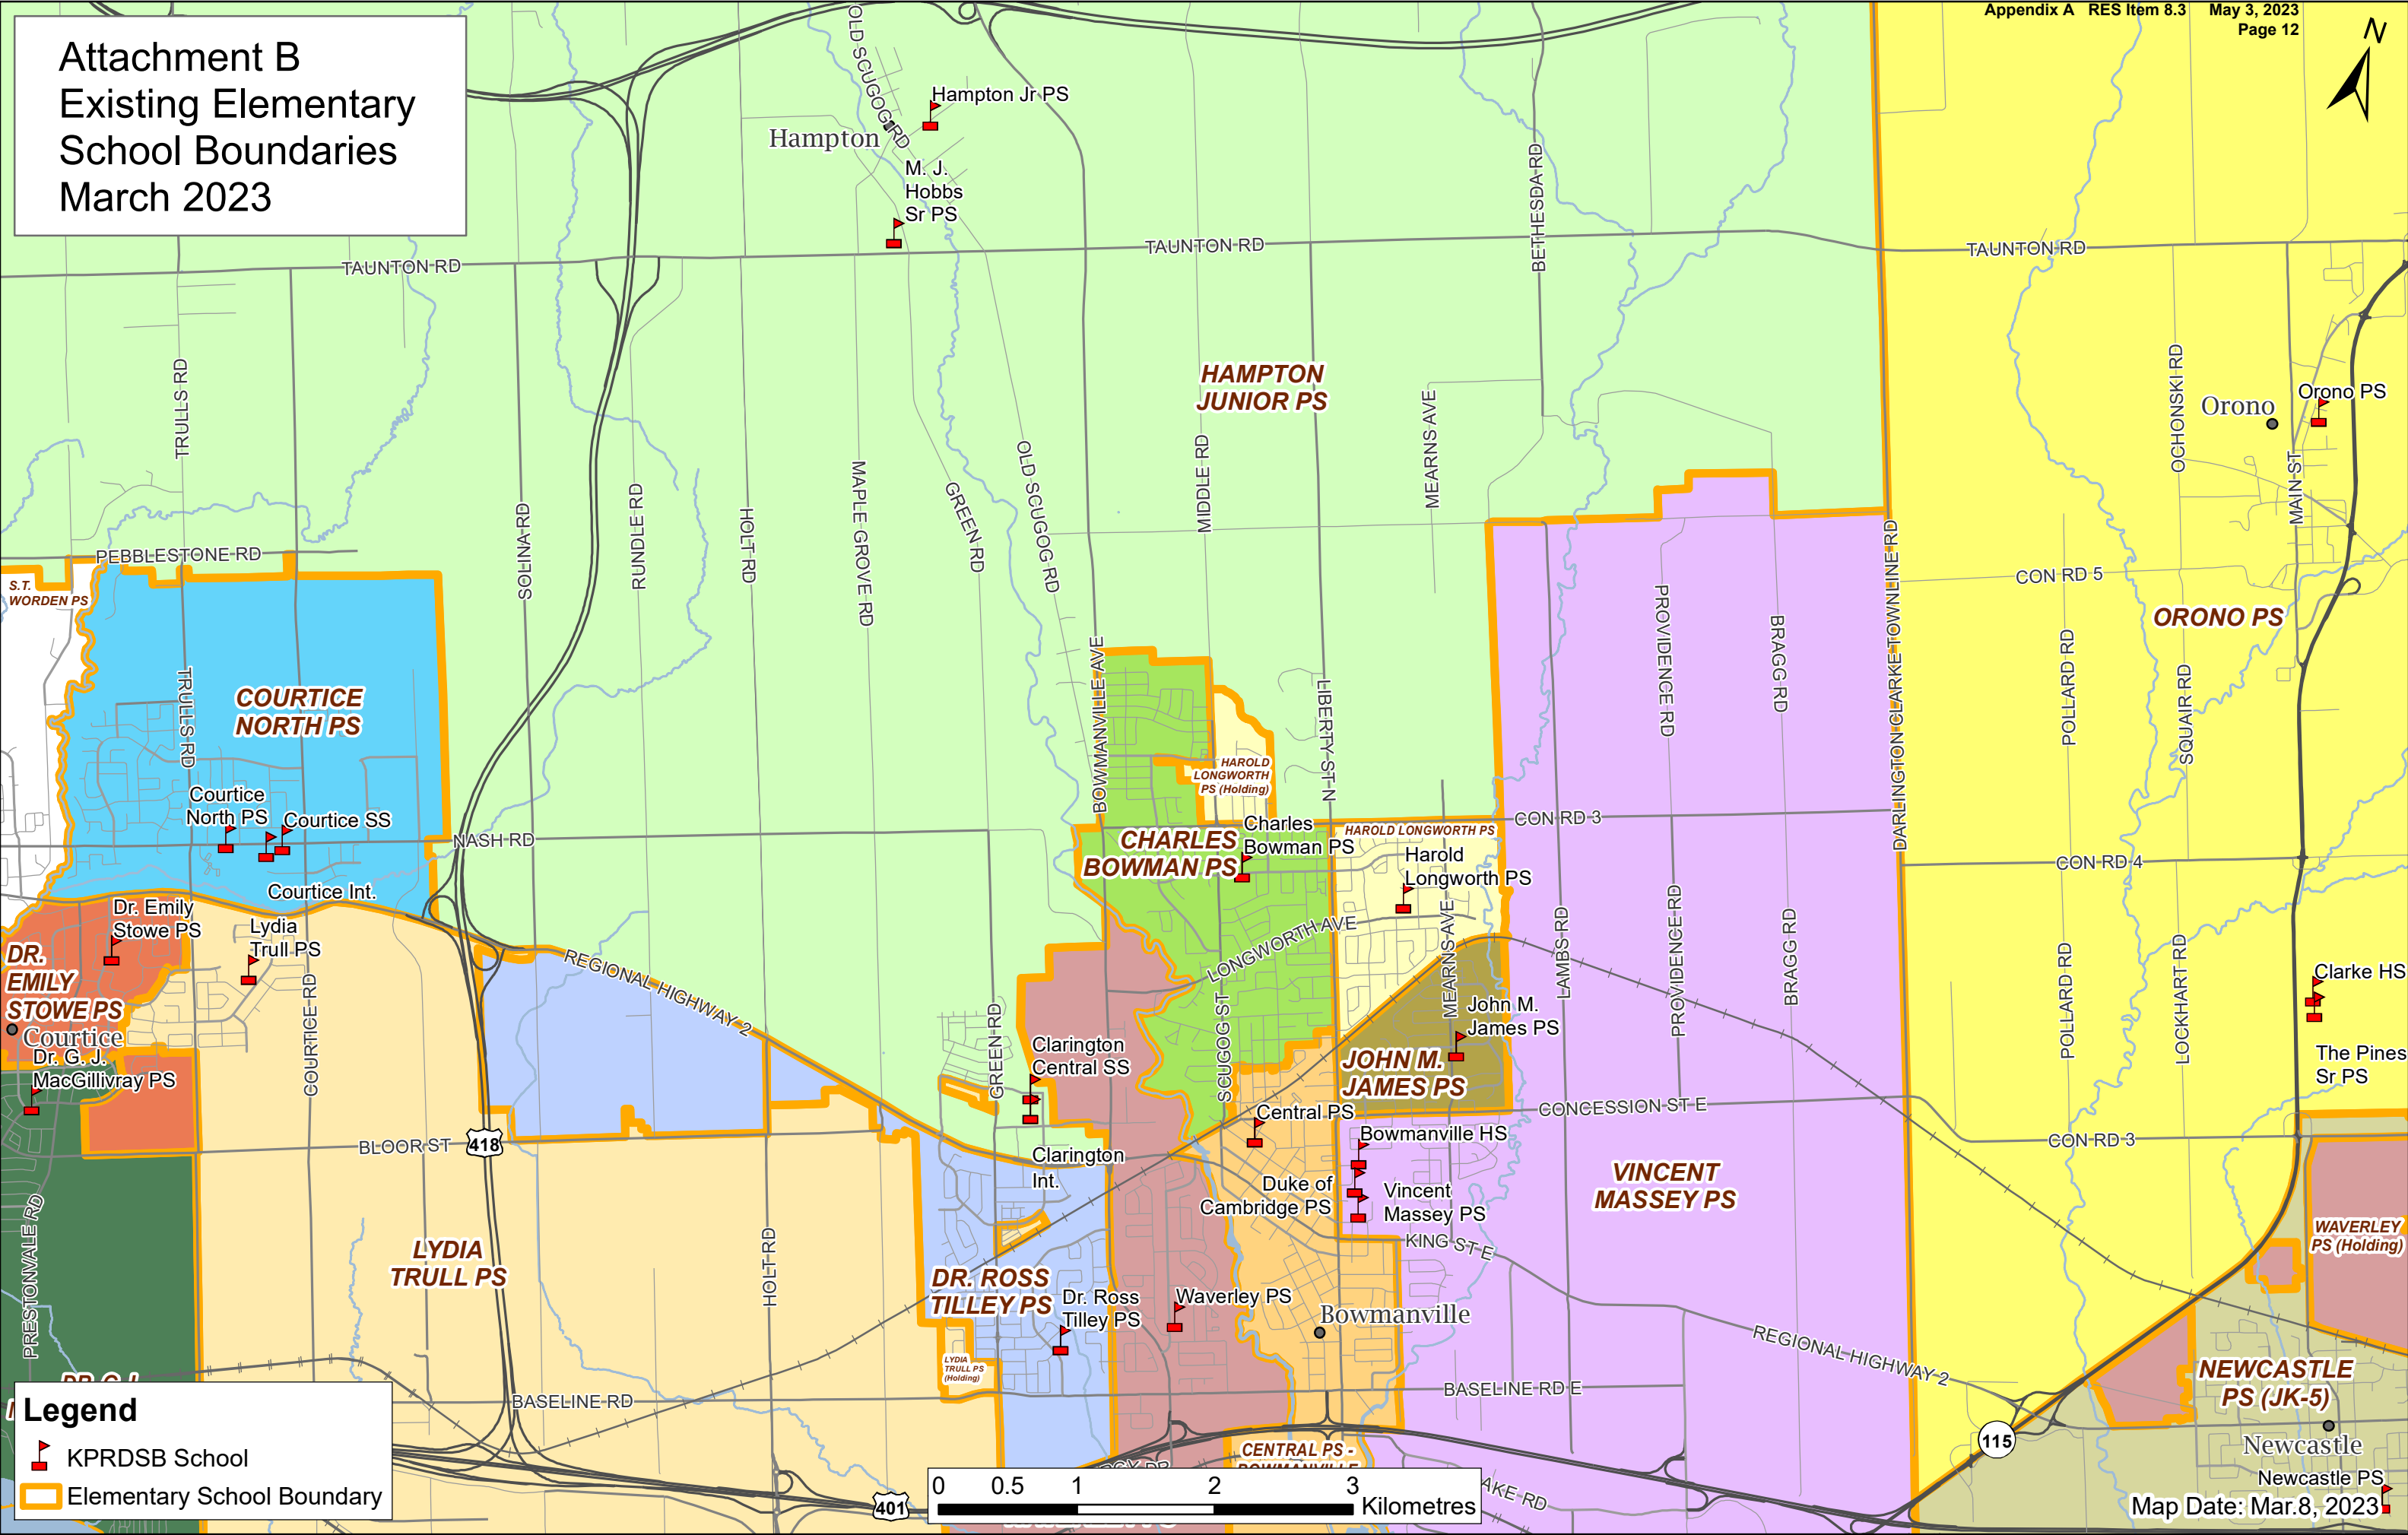 Appendix A RES Item 8.3 May 3, 2023
Page 12
N
Attachment B
Existing Elementary
School Boundaries
March 2023
OLD SCUGOG RD
Hampton Jr PS
Hampton
M. J.
Hobbs
Sr PS
BETHESDA RD
TAUNTON RD
TAUNTON RD
TAUNTON RD
TRULLS RD
HAMPTON
JUNIOR PS
MEARNS AVE
MIDDLE RD
OCHONSKI RD
Orono PS
Orono
MAIN ST
SOLINA RD
RUNDLE RD
HOLT RD
MAPLE GROVE RD
GREEN RD
OLD SCUGOG RD
PEBBLESTONE RD
S.T.
WORDEN PS
CON RD 5
ORONO PS
DARLINGTON CLARKE TOWNLINE RD
PROVIDENCE RD
BRAGG RD
POLLARD RD
SQUAIR RD
TRULLS RD
COURTICE
NORTH PS
BOWMANVILLE AVE
LIBERTY ST N
HAROLD
LONGWORTH
PS (Holding)
Courtice
North PS
Courtice SS
NASH RD
CHARLES
BOWMAN PS
Charles
Bowman PS
HAROLD LONGWORTH PS
CON RD 3
Harold
Longworth PS
CON RD 4
Courtice Int.
Dr. Emily
Stowe PS
Lydia
Trull PS
DR.
EMILY
STOWE PS
Courtice
REGIONAL HIGHWAY 2
LONGWORTH AVE
MEARNS AVE
LAMBS RD
PROVIDENCE RD
BRAGG RD
POLLARD RD
LOCKHART RD
Clarke HS
COURTICE RD
GREEN RD
SCUGOG ST
John M.
James PS
Clarington
Central SS
JOHN M.
JAMES PS
Dr. G. J.
MacGillivray PS
The Pines
Sr PS
Central PS
CONCESSION ST E
BLOOR ST
418
Bowmanville HS
CON RD 3
Clarington
Int.
Duke of
Cambridge PS
Vincent
Massey PS
VINCENT
MASSEY PS
PRESTONVALE RD
LYDIA
TRULL PS
HOLT RD
KING ST E
WAVERLEY
PS (Holding)
DR. ROSS
TILLEY PS
Dr. Ross
Tilley PS
Waverley PS
Bowmanville
REGIONAL HIGHWAY 2
LYDIA
TRULL PS
(Holding)
NEWCASTLE
PS (JK-5)
BASELINE RD
BASELINE RD E
115
Newcastle
CENTRAL PS -
BOWMANVILLE
Newcastle PS
Legend
KPRDSB School
Elementary School Boundary
401
0 0.5 1 2 3
Kilometres
Map Date: Mar.8, 2023